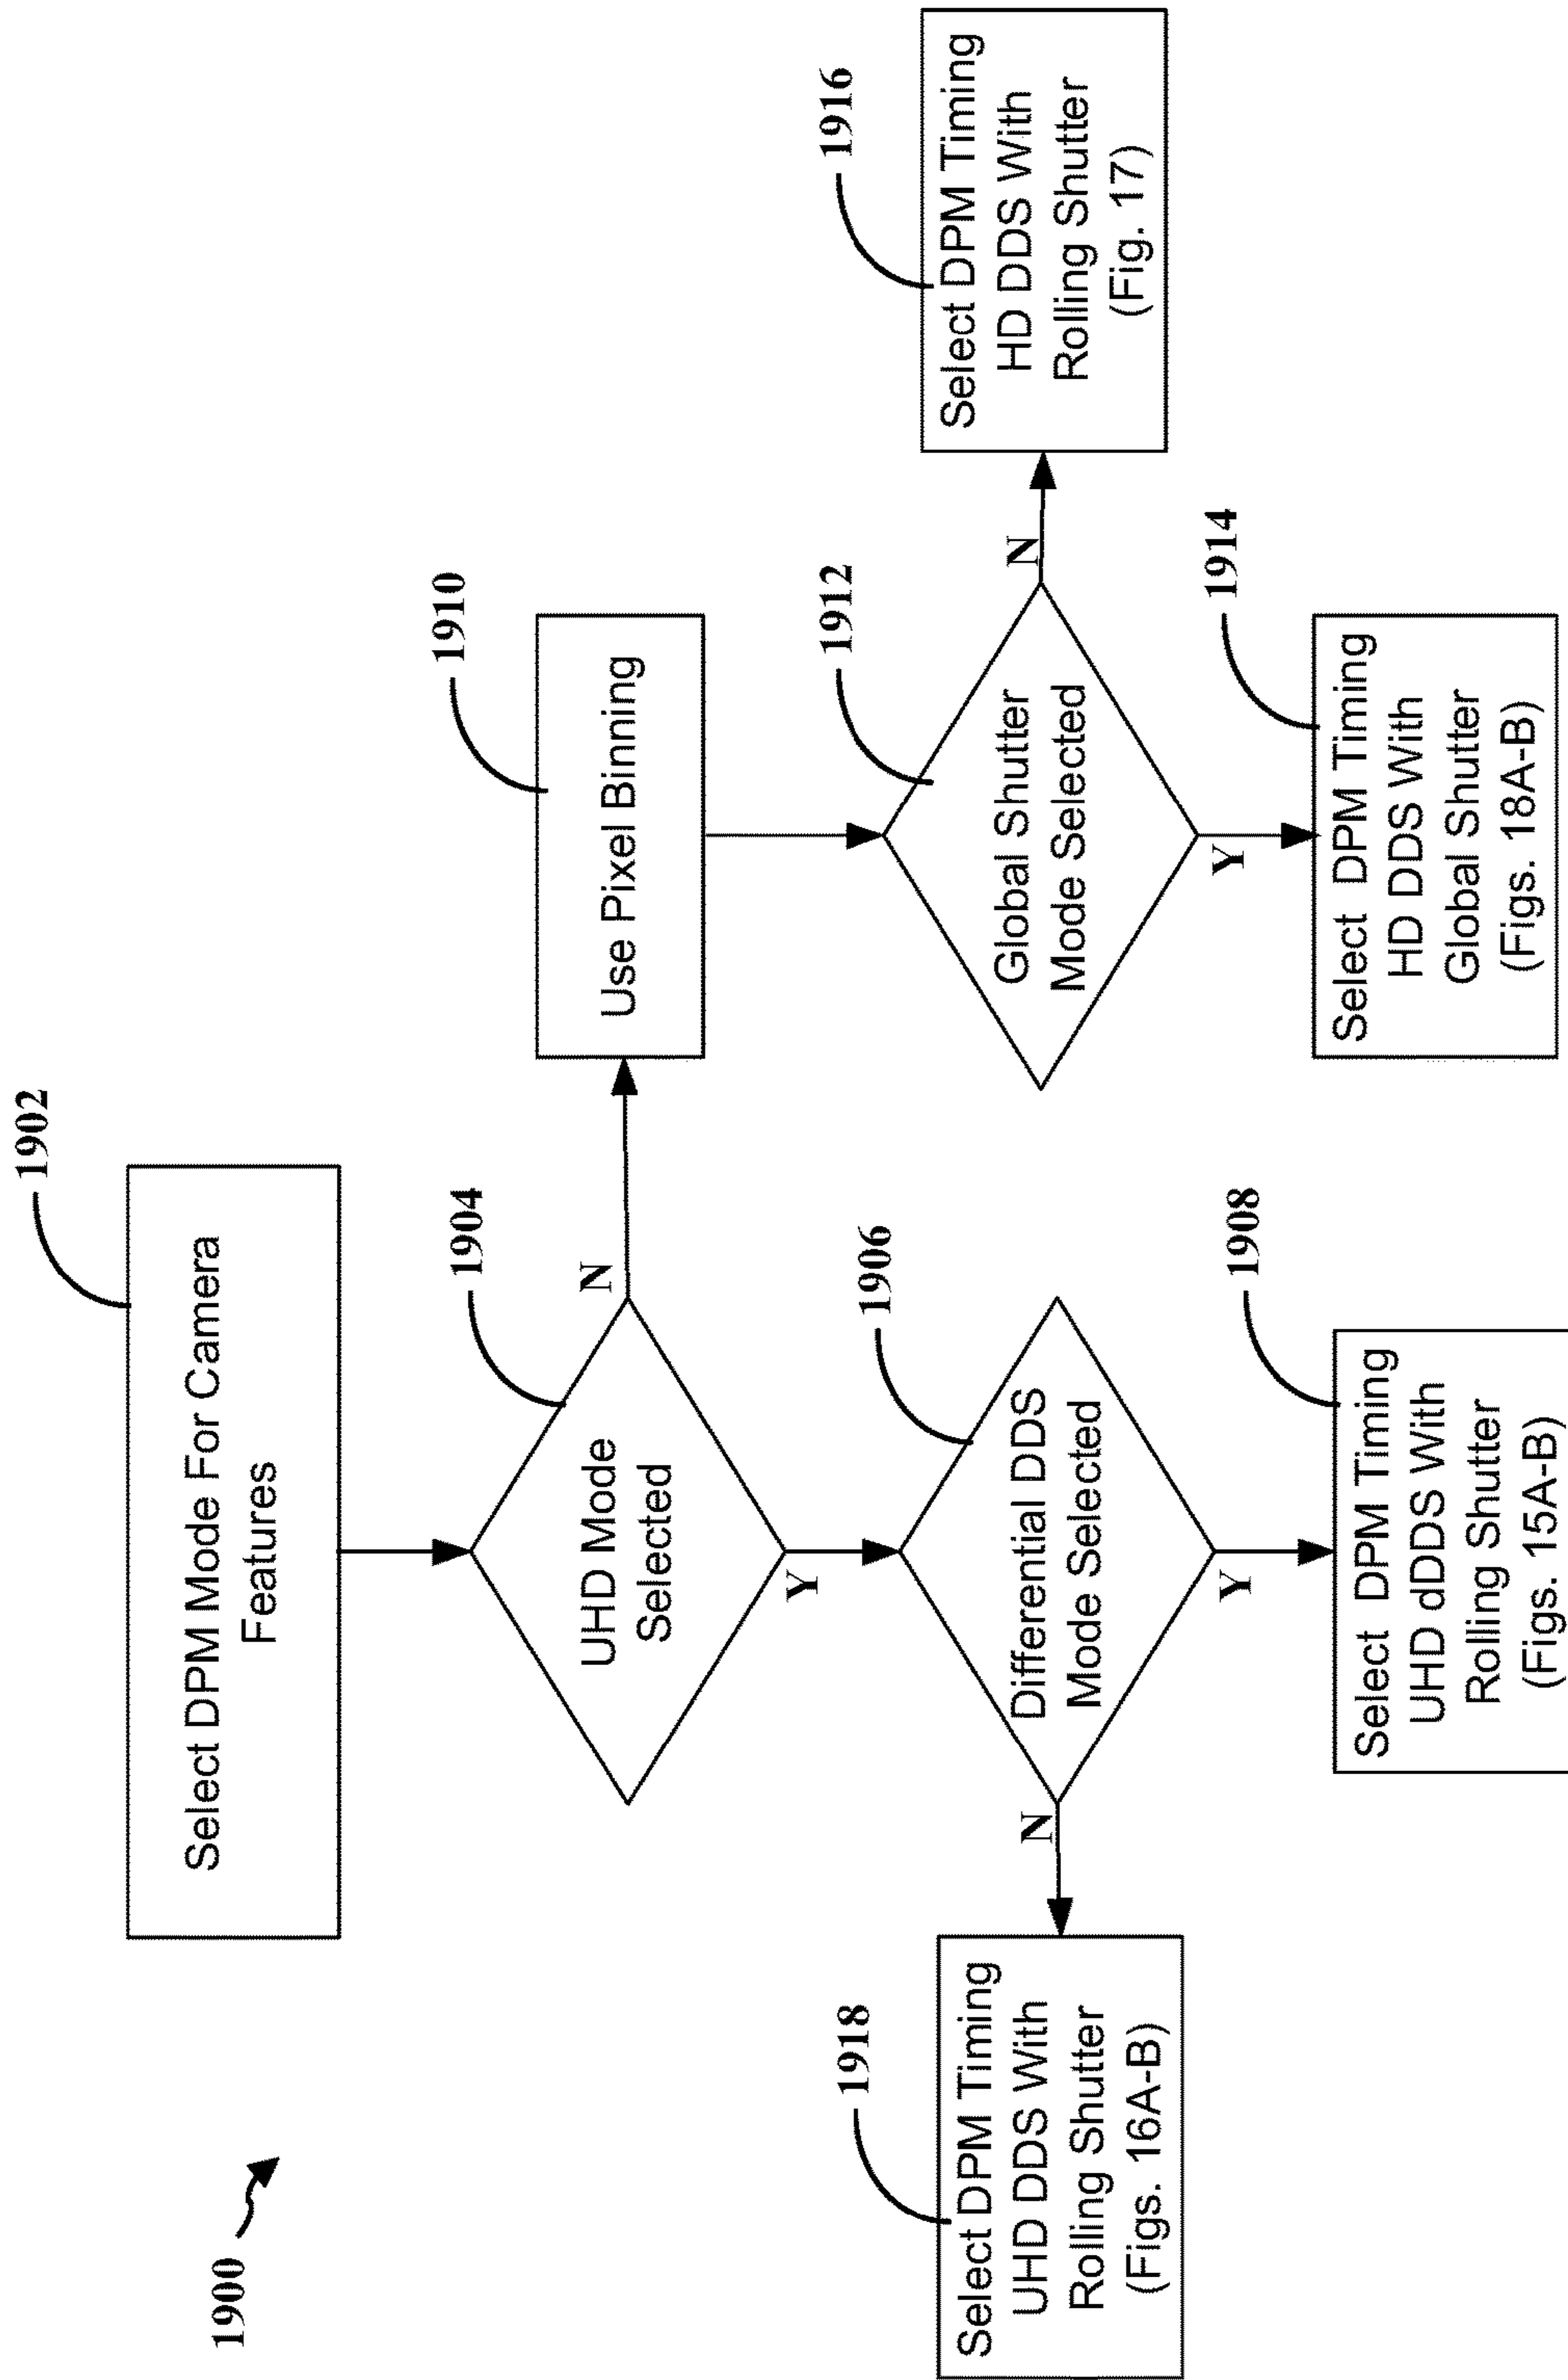 1900
1902
Select DPM Mode For Camera
Features
1904
UHD Mode
Selected
N
Y
1910
Use Pixel Binning
1906
Differential DDS
Mode Selected
N
Y
1912
Global Shutter
Mode Selected
N
Y
1918
Select DPM Timing
UHD DDS With
Rolling Shutter
(Figs. 16A-B)
1908
Select DPM Timing
UHD dDDS With
Rolling Shutter
(Figs. 15A-B)
1914
Select DPM Timing
HD DDS With
Global Shutter
(Figs. 18A-B)
1916
Select DPM Timing
HD DDS With
Rolling Shutter
(Fig. 17)